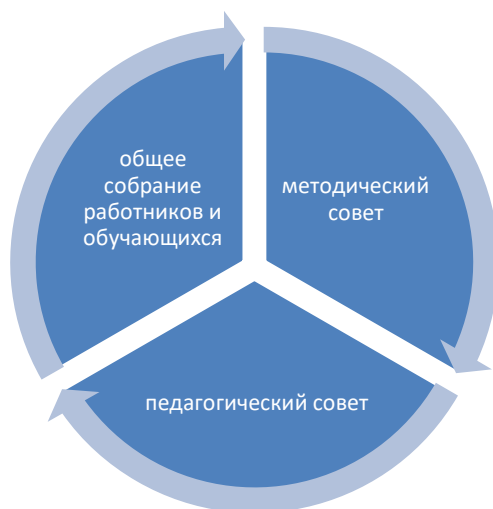 общее
собрание
работников и
обучающихся
методический
совет
педагогический совет